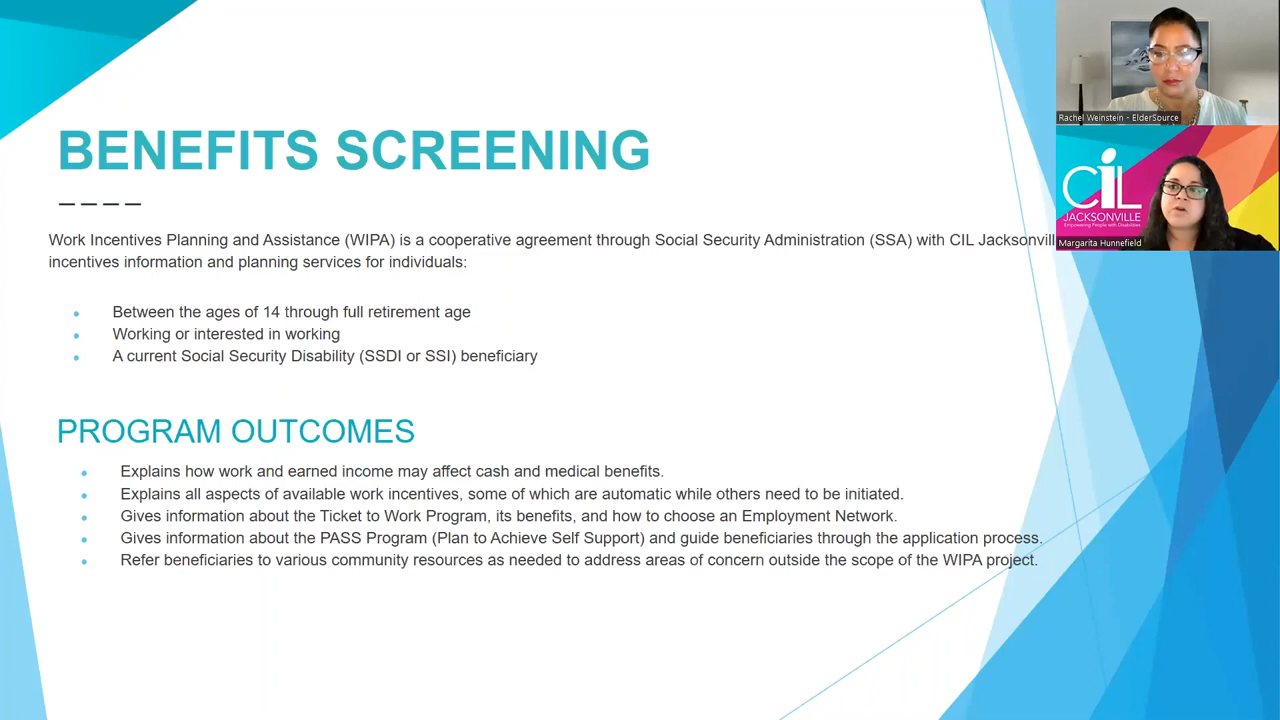 BENEFITS SCREENING
Work Incentives Planning and Assistance (WIPA) is a cooperative agreement through Social Security Administration (SSA) with CIL
incentives information and planning services for individuals:
Between the ages of 14 through full retirement age
Working or interested in working
A current Social Security Disability (SSDI or SSI) beneficiary
PROGRAM OUTCOMES
Explains how work and earned income may affect cash and medical benefits.
Explains all aspects of available work incentives, some of which are automatic while others need to be initiated.
Gives information about the Ticket to Work Program, its benefits, and how to choose an Employment Network.
Gives information about the PASS Program (Plan to Achieve Self Support) and guide beneficiaries through the application process.
Refer beneficiaries to various community resources as needed to address areas of concern outside the scope of the WIPA project.
Rachel Weinstein - ElderSource
CIL
JACKSONVILLE
Empowering People with Disabilities
Margarita Hunnefield